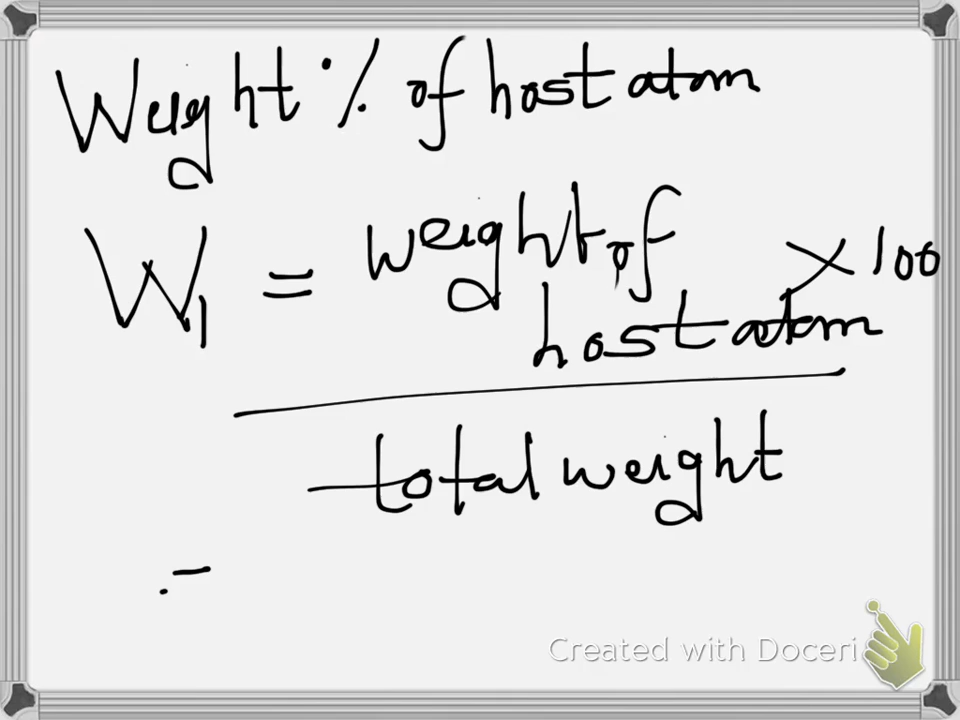 Weight % of host atom
W1 = weight of × 100
host atom
total weight
Created with Doceri